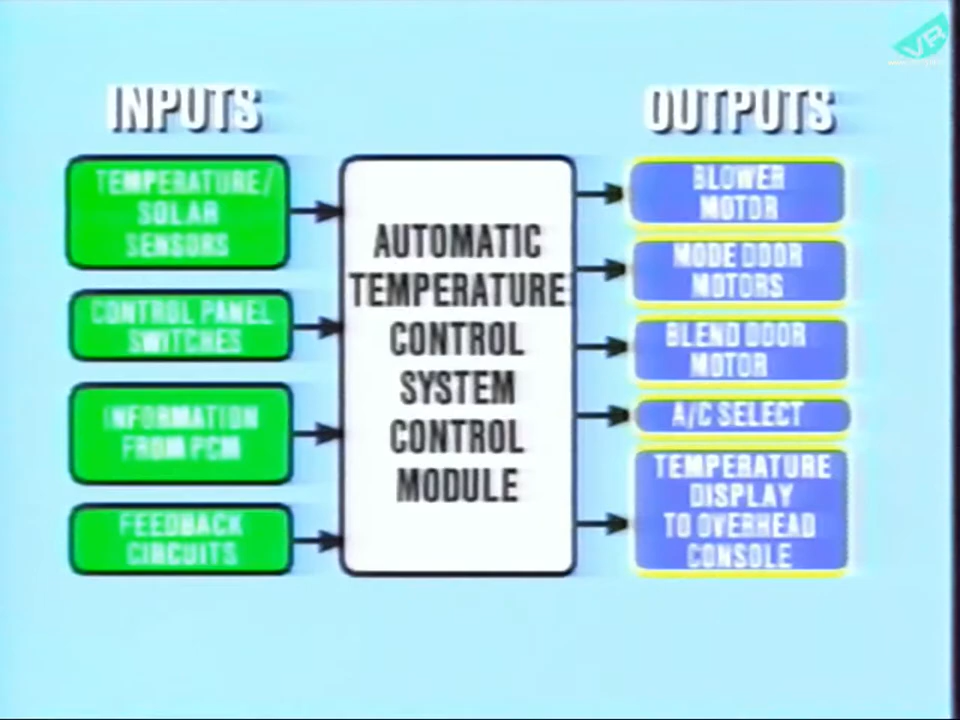 VR
INPUTS
OUTPUTS
TEMPERATURE/
SOLAR
SENSORS
CONTROL PANEL
SWITCHES
INFORMATION
FROM PCM
FEEDBACK
CIRCUITS
AUTOMATIC
TEMPERATURE
CONTROL
SYSTEM
CONTROL
MODULE
BLOWER
MOTOR
MODE DOOR
MOTORS
BLEND DOOR
MOTOR
A/C SELECT
TEMPERATURE
DISPLAY
TO OVERHEAD
CONSOLE